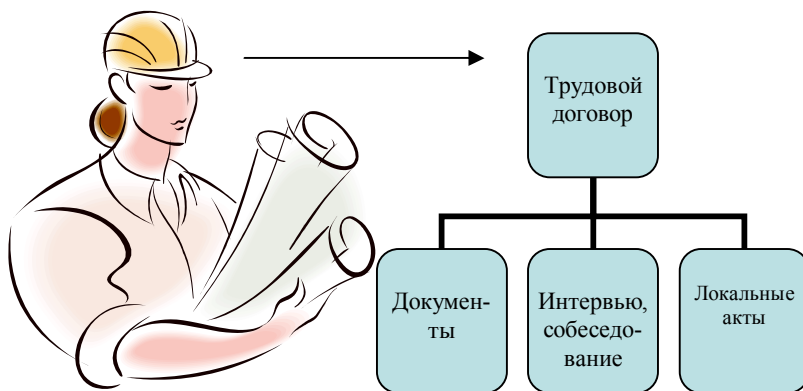 Трудовой
договор
Докумен-
ты
Интервью,
собеседо-
вание
Локальные
акты